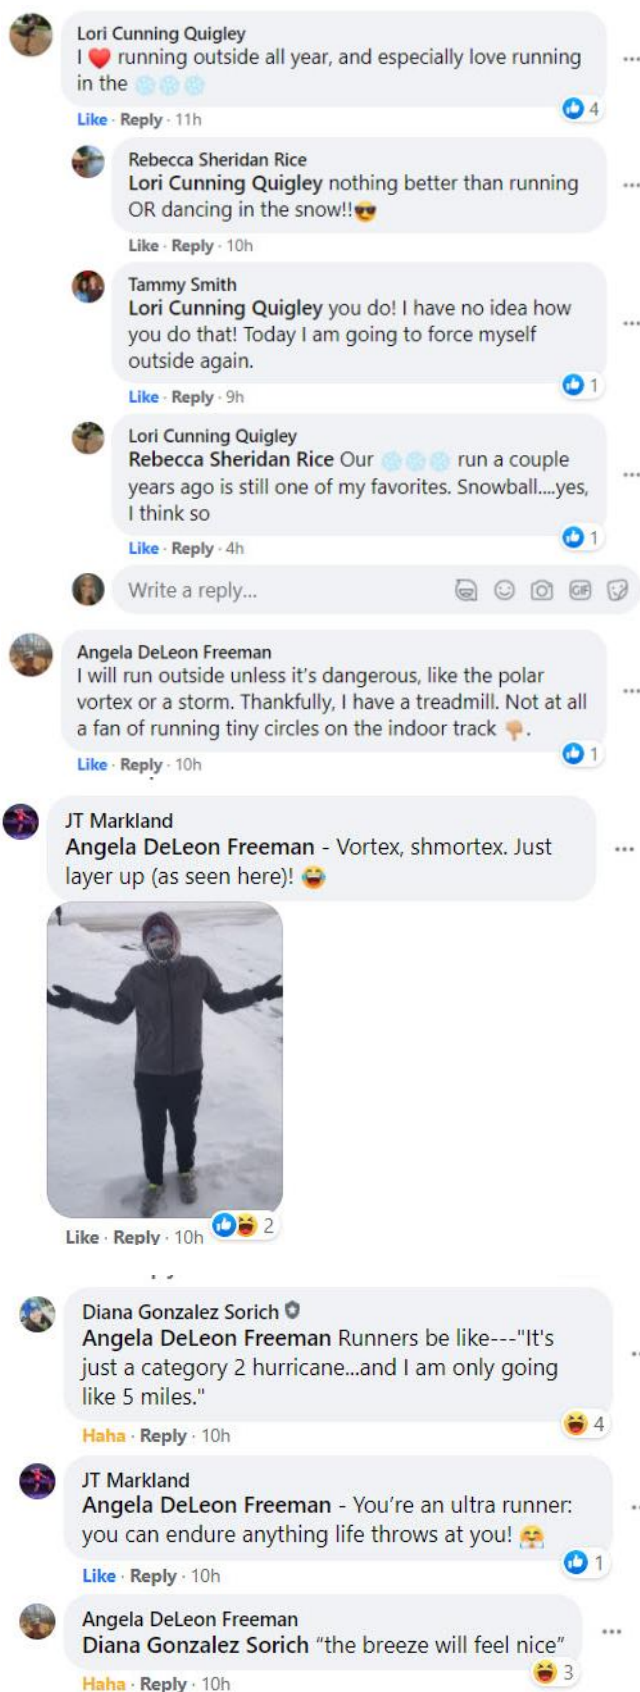 Lori Cunning Quigley
I ❤️ running outside all year, and especially love running
in the ❄️❄️❄️
4
Like · Reply · 11h
Rebecca Sheridan Rice
Lori Cunning Quigley nothing better than running
OR dancing in the snow!!😎
Like · Reply · 10h
Tammy Smith
Lori Cunning Quigley you do! I have no idea how
you do that! Today I am going to force myself
outside again.
1
Like · Reply · 9h
Lori Cunning Quigley
Rebecca Sheridan Rice Our ❄️❄️❄️ run a couple
years ago is still one of my favorites. Snowball....yes,
I think so
1
Like · Reply · 4h
Write a reply...
GIF
Angela DeLeon Freeman
I will run outside unless it's dangerous, like the polar
vortex or a storm. Thankfully, I have a treadmill. Not at all
a fan of running tiny circles on the indoor track 👎🏼.
1
Like · Reply · 10h
JT Markland
Angela DeLeon Freeman - Vortex, shmortex. Just
layer up (as seen here)! 😂
Like · Reply · 10h
2
Diana Gonzalez Sorich
Angela DeLeon Freeman Runners be like---"It's
just a category 2 hurricane...and I am only going
like 5 miles."
4
Haha · Reply · 10h
JT Markland
Angela DeLeon Freeman - You're an ultra runner:
you can endure anything life throws at you! 🤗
1
Like · Reply · 10h
Angela DeLeon Freeman
Diana Gonzalez Sorich “the breeze will feel nice”
3
Haha · Reply · 10h